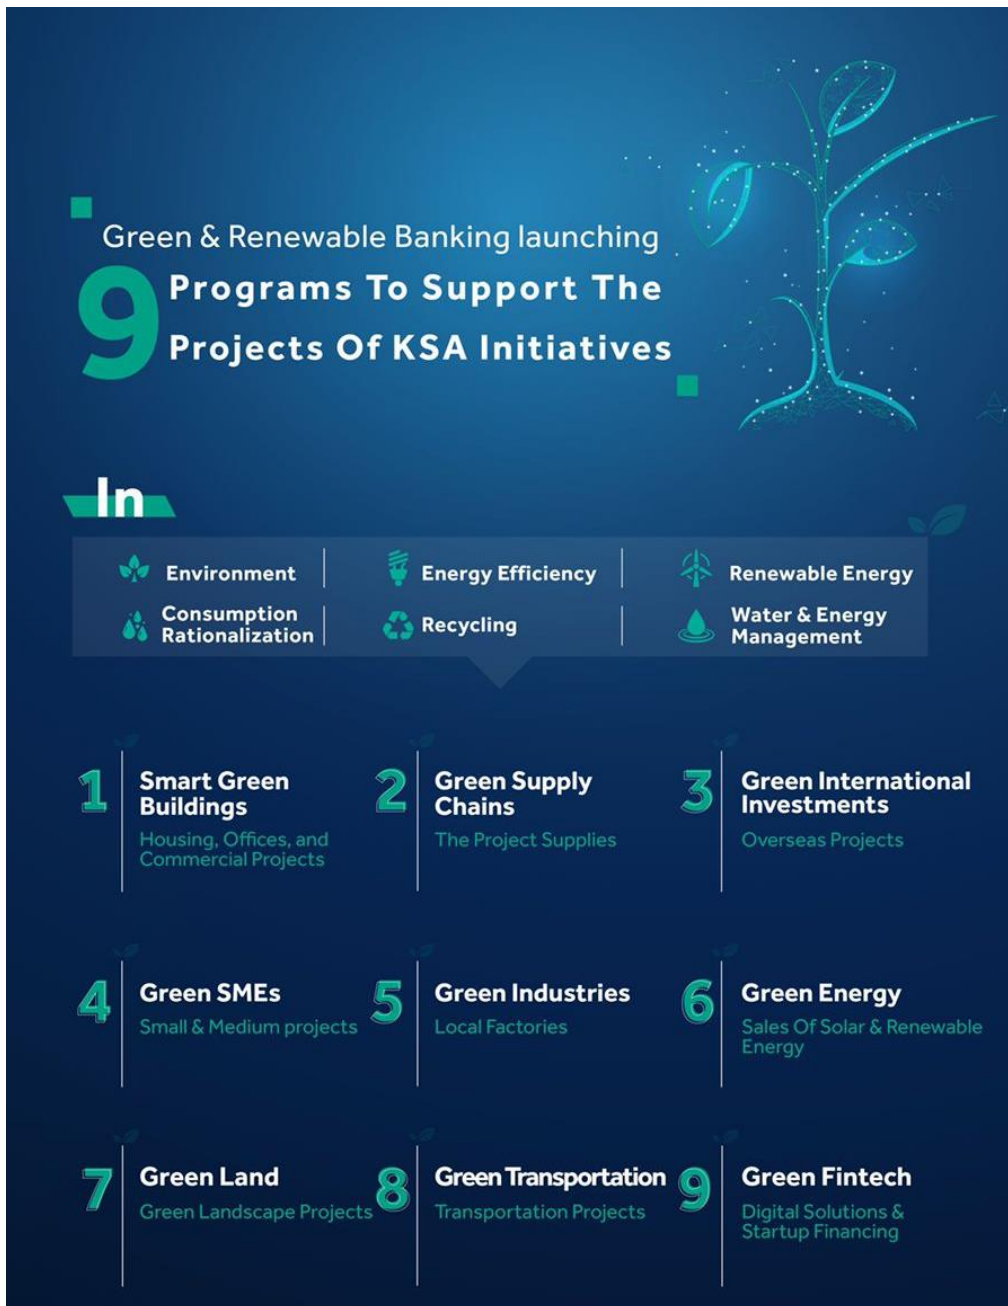 Green & Renewable Banking launching
9 Programs To Support The
Projects Of KSA Initiatives
In
Environment
Energy Efficiency
Renewable Energy
Consumption
Rationalization
Recycling
Water & Energy
Management
1
Smart Green
Buildings
Housing, Offices, and
Commercial Projects
2
Green Supply
Chains
The Project Supplies
3
Green International
Investments
Overseas Projects
4
Green SMEs
Small & Medium projects
5
Green Industries
Local Factories
6
Green Energy
Sales Of Solar & Renewable
Energy
7
Green Land
Green Landscape Projects
8
Green Transportation
Transportation Projects
9
Green Fintech
Digital Solutions &
Startup Financing